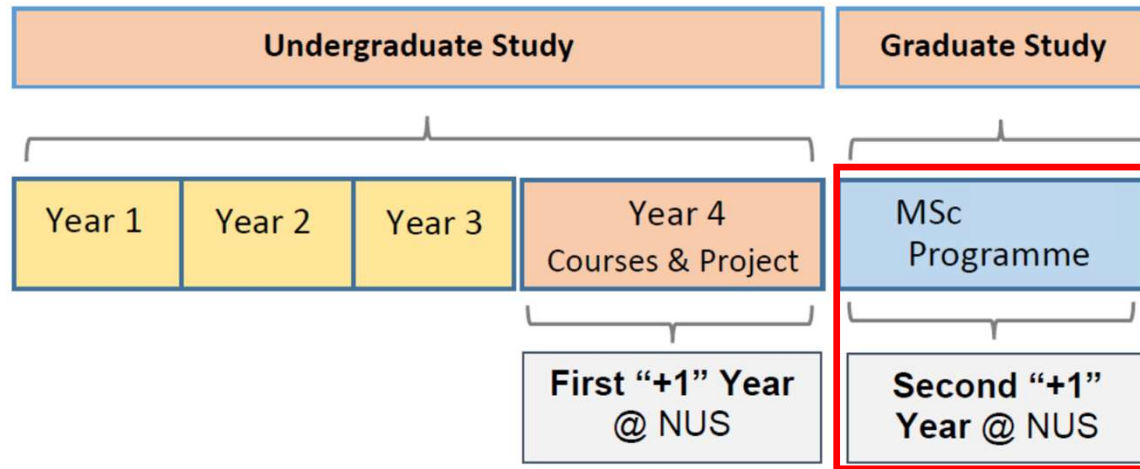 Undergraduate Study
Graduate Study
Year 1
Year 2
Year 3
Year 4
Courses & Project
MSc
Programme
First “+1” Year
@ NUS
Second “+1”
Year @ NUS